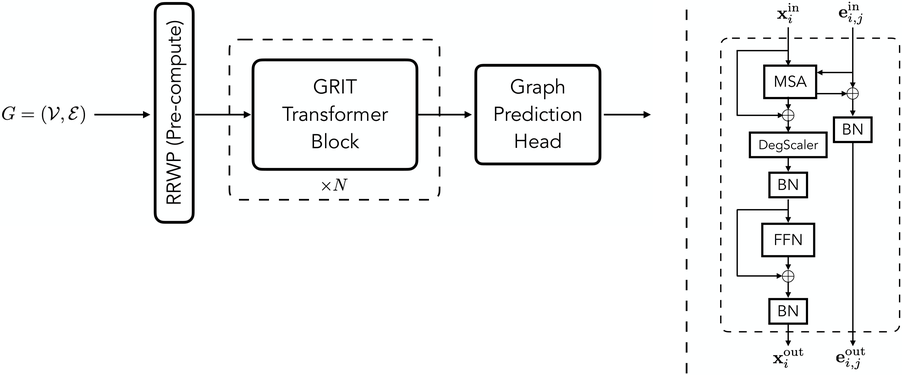 G = (𝒱, ℰ)
RRWP (Pre-compute)
GRIT
Transformer
Block
×N
Graph
Prediction
Head
x_i^in
e_{i,j}^in
MSA
BN
DegScaler
BN
FFN
BN
x_i^out
e_{i,j}^out